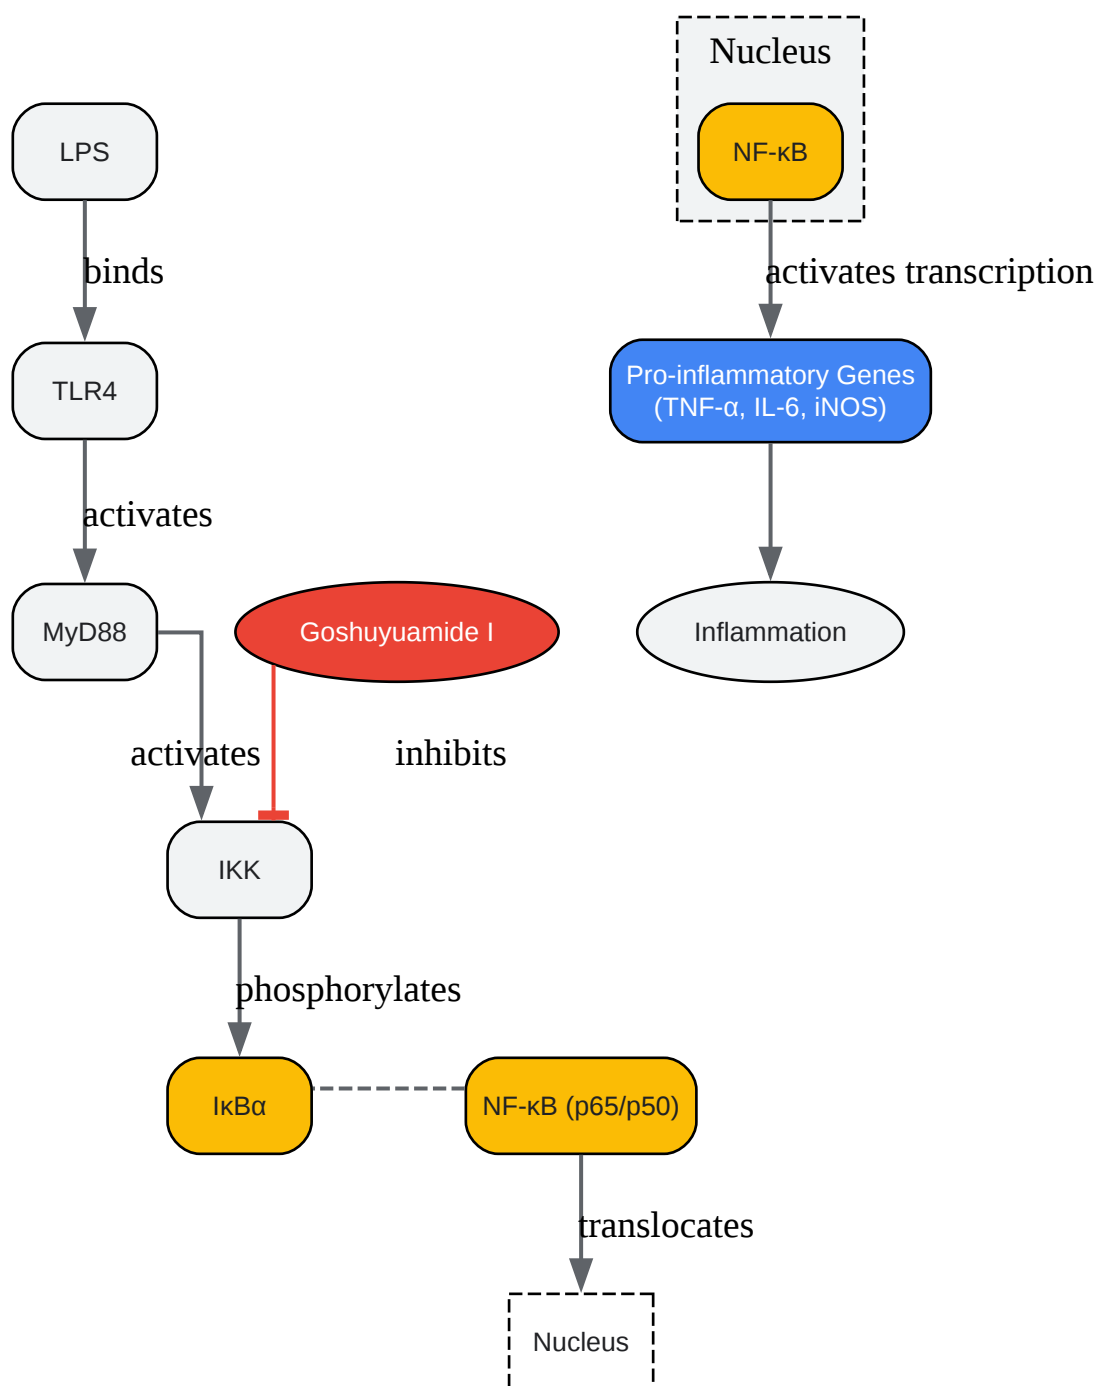 Nucleus
LPS
NF-κB
binds
activates transcription
TLR4
Pro-inflammatory Genes
(TNF-α, IL-6, iNOS)
activates
MyD88
Goshuyuamide I
Inflammation
activates
inhibits
IKK
phosphorylates
IκBα
NF-κB (p65/p50)
translocates
Nucleus